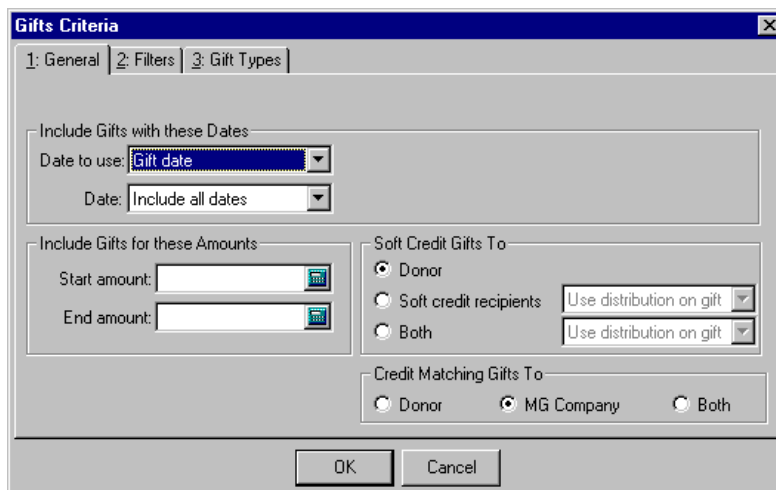 Gifts Criteria
1: General 2: Filters 3: Gift Types
Include Gifts with these Dates
Date to use: Gift date
Date: Include all dates
Include Gifts for these Amounts
Start amount:
End amount:
Soft Credit Gifts To
Donor
Soft credit recipients Use distribution on gift
Both Use distribution on gift
Credit Matching Gifts To
Donor MG Company Both
OK Cancel